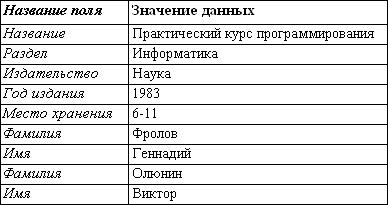 Название поля Значение данных
Название Практический курс программирования
Раздел Информатика
Издательство Наука
Год издания 1983
Место хранения 6-11
Фамилия Фролов
Имя Геннадий
Фамилия Олюнин
Имя Виктор